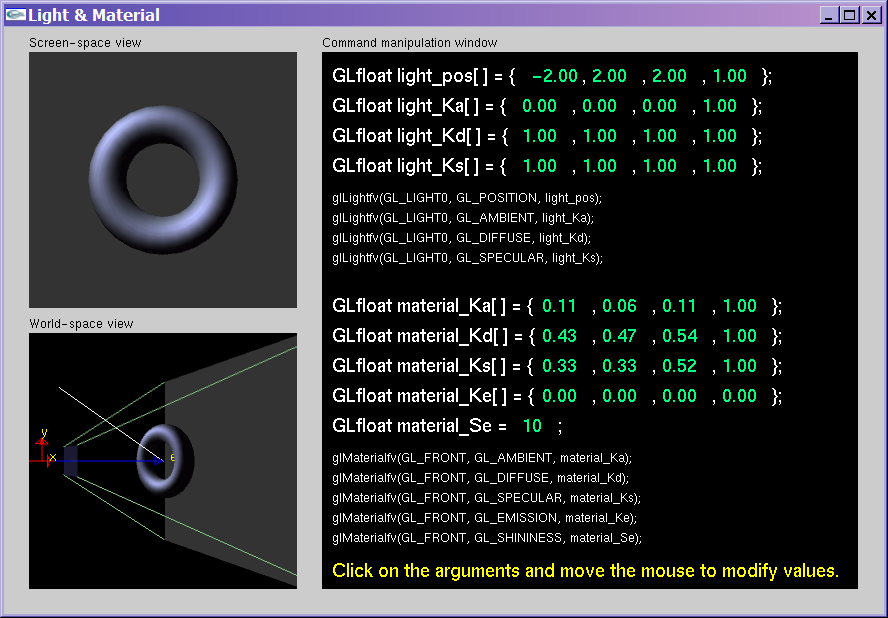 Light & Material
Screen-space view
Command manipulation window
GLfloat light_pos[ ] = { -2.00 , 2.00 , 2.00 , 1.00 };
GLfloat light_Ka[ ] = { 0.00 , 0.00 , 0.00 , 1.00 };
GLfloat light_Kd[ ] = { 1.00 , 1.00 , 1.00 , 1.00 };
GLfloat light_Ks[ ] = { 1.00 , 1.00 , 1.00 , 1.00 };
glLightfv(GL_LIGHT0, GL_POSITION, light_pos);
glLightfv(GL_LIGHT0, GL_AMBIENT, light_Ka);
glLightfv(GL_LIGHT0, GL_DIFFUSE, light_Kd);
glLightfv(GL_LIGHT0, GL_SPECULAR, light_Ks);
GLfloat material_Ka[ ] = { 0.11 , 0.06 , 0.11 , 1.00 };
GLfloat material_Kd[ ] = { 0.43 , 0.47 , 0.54 , 1.00 };
GLfloat material_Ks[ ] = { 0.33 , 0.33 , 0.52 , 1.00 };
GLfloat material_Ke[ ] = { 0.00 , 0.00 , 0.00 , 0.00 };
GLfloat material_Se = 10 ;
glMaterialfv(GL_FRONT, GL_AMBIENT, material_Ka);
glMaterialfv(GL_FRONT, GL_DIFFUSE, material_Kd);
glMaterialfv(GL_FRONT, GL_SPECULAR, material_Ks);
glMaterialfv(GL_FRONT, GL_EMISSION, material_Ke);
glMaterialfv(GL_FRONT, GL_SHININESS, material_Se);
Click on the arguments and move the mouse to modify values.
World-space view
y
x